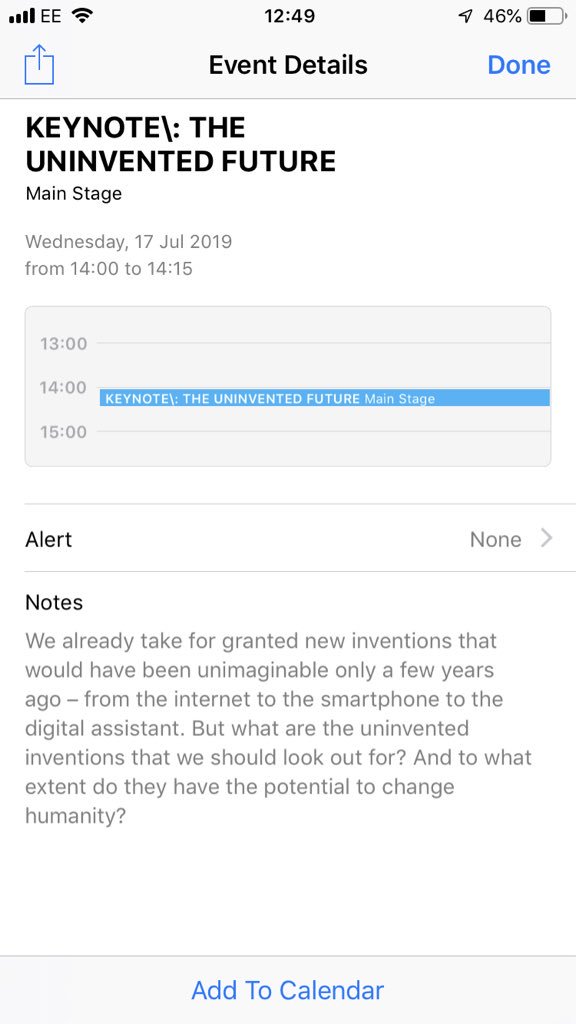 EE 12:49 46%
Event Details Done
KEYNOTE\: THE
UNINVENTED FUTURE
Main Stage
Wednesday, 17 Jul 2019
from 14:00 to 14:15
13:00
14:00
KEYNOTE\: THE UNINVENTED FUTURE Main Stage
15:00
Alert None
Notes
We already take for granted new inventions that
would have been unimaginable only a few years
ago – from the internet to the smartphone to the
digital assistant. But what are the uninvented
inventions that we should look out for? And to what
extent do they have the potential to change
humanity?
Add To Calendar